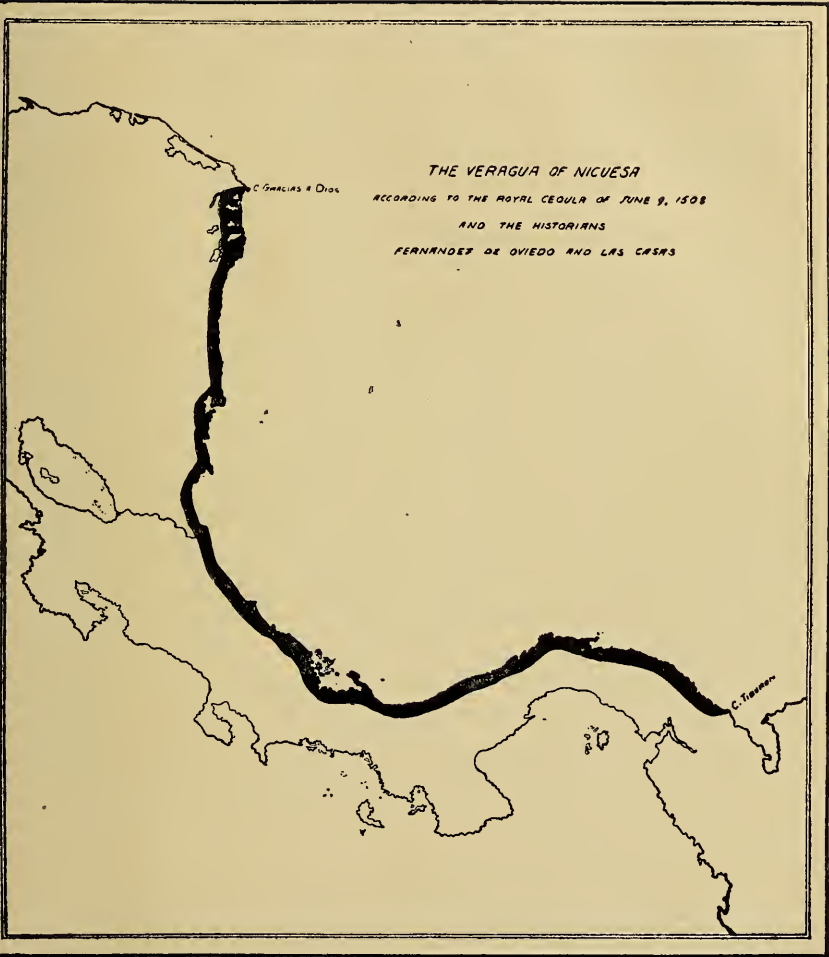 THE VERAGUA OF NICUESA
ACCORDING TO THE ROYAL CEDULA OF JUNE 9, 1508
AND THE HISTORIANS
FERNANDEZ DE OVIEDO AND LAS CASAS
C. GRACIAS A DIOS
C. TIBURON